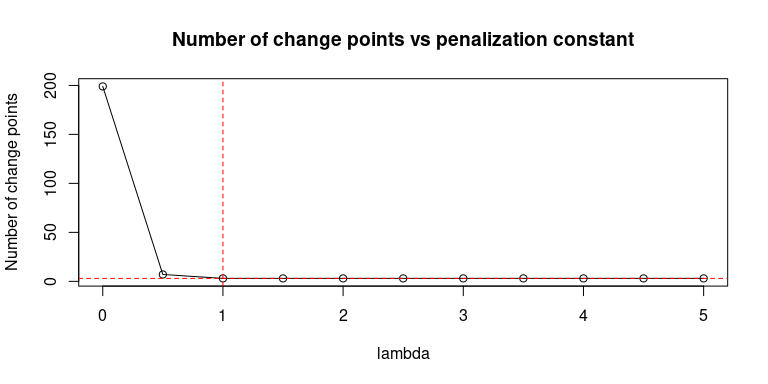 Number of change points vs penalization constant
Number of change points
200
150
100
50
0
0 1 2 3 4 5
lambda